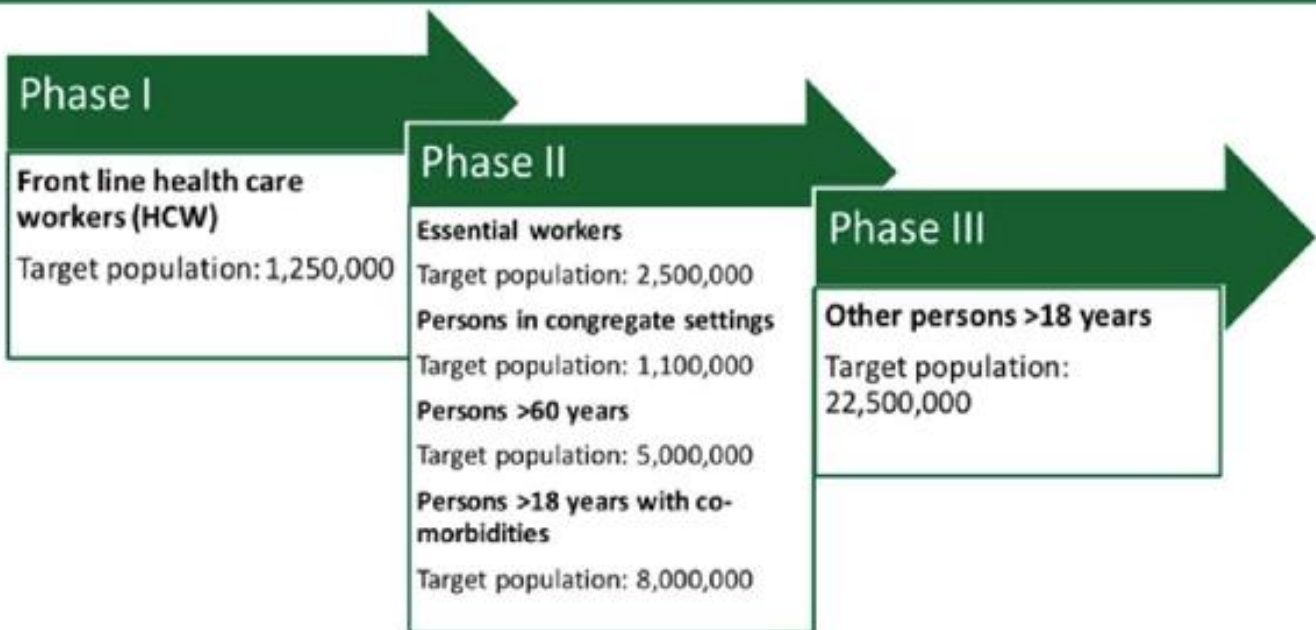 Phase I
Front line health care
workers (HCW)
Target population: 1,250,000
Phase II
Essential workers
Target population: 2,500,000
Persons in congregate settings
Target population: 1,100,000
Persons >60 years
Target population: 5,000,000
Persons >18 years with co-
morbidities
Target population: 8,000,000
Phase III
Other persons >18 years
Target population:
22,500,000